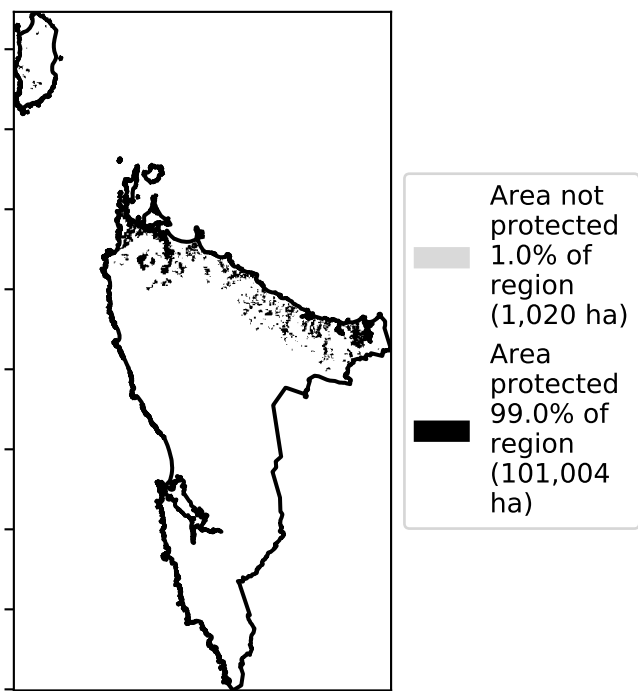 Area not
protected
1.0% of
region
(1,020 ha)
Area
protected
99.0% of
region
(101,004
ha)